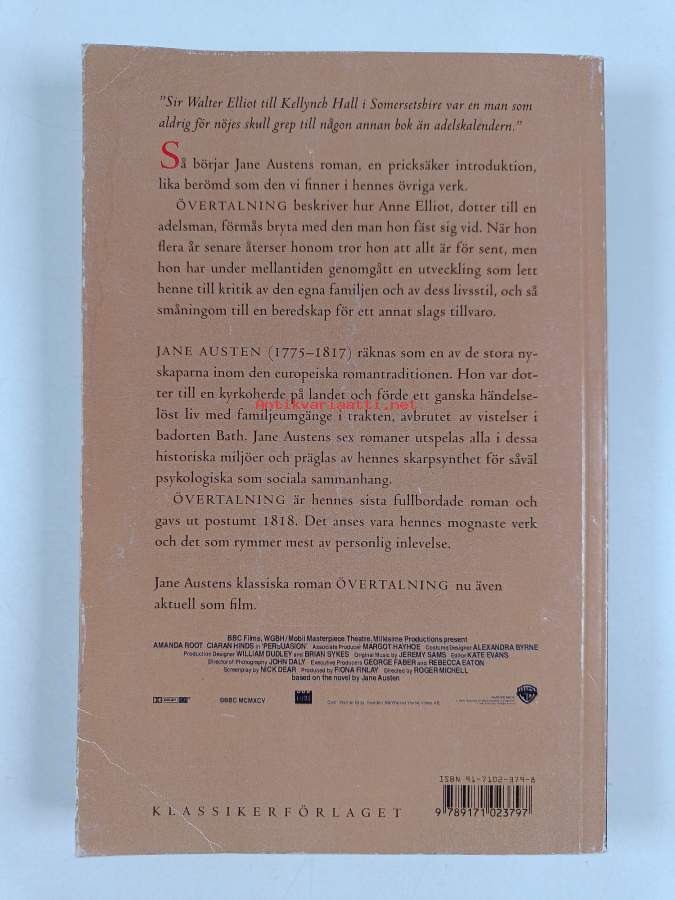 ”Sir Walter Elliot till Kellynch Hall i Somersetshire var en man som
aldrig för nöjes skull grep till någon annan bok än adelskalendern.”
Så börjar Jane Austens roman, en pricksäker introduktion,
lika berömd som den vi finner i hennes övriga verk.
ÖVERTALNING beskriver hur Anne Elliot, dotter till en
adelsman, förmås bryta med den man hon fäst sig vid. När hon
flera år senare återser honom tror hon att allt är för sent, men
hon har under mellantiden genomgått en utveckling som lett
henne till kritik av den egna familjen och av dess livsstil, och så
småningom till en beredskap för ett annat slags tillvaro.
JANE AUSTEN (1775–1817) räknas som en av de stora ny-
skaparna inom den europeiska romantraditionen. Hon var dot-
ter till en kyrkoherde på landet och förde ett ganska händelse-
Antikvariaatti.net
löst liv med familjeumgänge i trakten, avbrutet av vistelser i
badorten Bath. Jane Austens sex romaner utspelas alla i dessa
historiska miljöer och präglas av hennes skarpsynthet för såväl
psykologiska som sociala sammanhang.
ÖVERTALNING är hennes sista fullbordade roman och
gavs ut postumt 1818. Det anses vara hennes mognaste verk
och det som rymmer mest av personlig inlevelse.
Jane Austens klassiska roman ÖVERTALNING nu även
aktuell som film.
BBC Films, WGBH/Mobil Masterpiece Theatre, Millésime Productions present
AMANDA ROOT CIARAN HINDS in 'PERSUASION' Associate Producer MARGOT HAYHOE Costume Designer ALEXANDRA BYRNE
Production Designer WILLIAM DUDLEY and BRIAN SYKES Original Music by JEREMY SAMS Editor KATE EVANS
Director of Photography JOHN DALY Executive Producers GEORGE FABER and REBECCA EATON
Screenplay by NICK DEAR Produced by FIONA FINLAY Directed by ROGER MICHELL
based on the novel by Jane Austen
©BBC MCMXCV
ISBN 91-7102-379-8
9 789171 023797
KLASSIKERFÖRLAGET